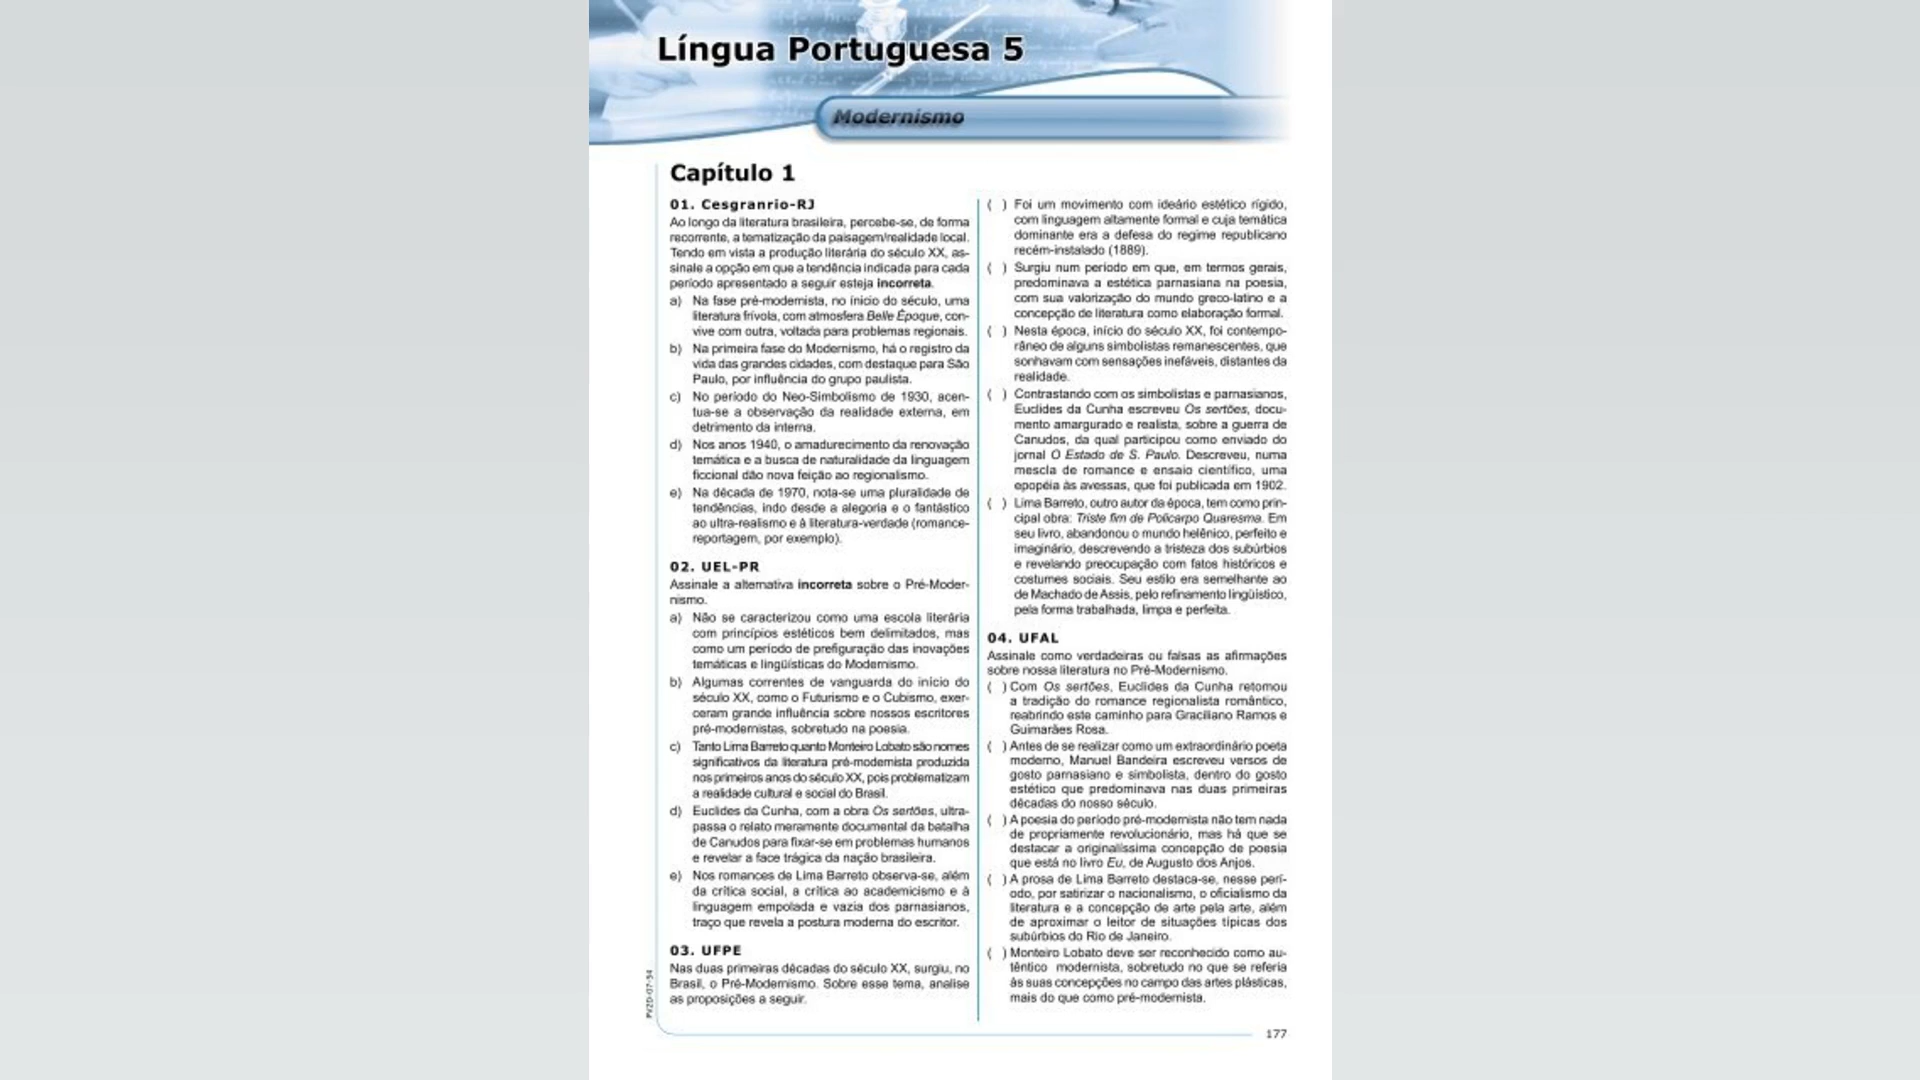 Língua Portuguesa 5
Modernismo
Capítulo 1
01. Cesgranrio-RJ
Ao longo da literatura brasileira, percebe-se, de forma
recorrente, a tematização da paisagem/realidade local.
Tendo em vista a produção literária do século XX, as-
sinale a opção em que a tendência indicada para cada
período apresentado a seguir esteja incorreta.
a) Na fase pré-modernista, no início do século, uma
literatura frívola, com atmosfera Belle Époque, con-
vive com outra, voltada para problemas regionais.
b) Na primeira fase do Modernismo, há o registro da
vida das grandes cidades, com destaque para São
Paulo, por influência do grupo paulista.
c) No período do Neo-Simbolismo de 1930, acen-
tua-se a observação da realidade externa, em
detrimento da interna.
d) Nos anos 1940, o amadurecimento da renovação
temática e a busca de naturalidade da linguagem
ficcional dão nova feição ao regionalismo.
e) Na década de 1970, nota-se uma pluralidade de
tendências, indo desde a alegoria e o fantástico
ao ultra-realismo e à literatura-verdade (romance-
reportagem, por exemplo).
02. UEL-PR
Assinale a alternativa incorreta sobre o Pré-Moder-
nismo.
a) Não se caracterizou como uma escola literária
com princípios estéticos bem delimitados, mas
como um período de prefiguração das inovações
temáticas e lingüísticas do Modernismo.
b) Algumas correntes de vanguarda do início do
século XX, como o Futurismo e o Cubismo, exer-
ceram grande influência sobre nossos escritores
pré-modernistas, sobretudo na poesia.
c) Tanto Lima Barreto quanto Monteiro Lobato são nomes
significativos da literatura pré-modernista produzida
nos primeiros anos do século XX, pois problematizam
a realidade cultural e social do Brasil.
d) Euclides da Cunha, com a obra Os sertões, ultra-
passa o relato meramente documental da batalha
de Canudos para fixar-se em problemas humanos
e revelar a face trágica da nação brasileira.
e) Nos romances de Lima Barreto observa-se, além
da crítica social, a crítica ao academicismo e à
linguagem empolada e vazia dos parnasianos,
traço que revela a postura moderna do escritor.
03. UFPE
Nas duas primeiras décadas do século XX, surgiu, no
Brasil, o Pré-Modernismo. Sobre esse tema, analise
as proposições a seguir.
( ) Foi um movimento com ideário estético rígido,
com linguagem altamente formal e cuja temática
dominante era a defesa do regime republicano
recém-instalado (1889).
( ) Surgiu num período em que, em termos gerais,
predominava a estética parnasiana na poesia,
com sua valorização do mundo greco-latino e a
concepção de literatura como elaboração formal.
( ) Nesta época, início do século XX, foi contempo-
râneo de alguns simbolistas remanescentes, que
sonhavam com sensações inefáveis, distantes da
realidade.
( ) Contrastando com os simbolistas e parnasianos,
Euclides da Cunha escreveu Os sertões, docu-
mento amargurado e realista, sobre a guerra de
Canudos, da qual participou como enviado do
jornal O Estado de S. Paulo. Descreveu, numa
mescla de romance e ensaio científico, uma
epopéia às avessas, que foi publicada em 1902.
( ) Lima Barreto, outro autor da época, tem como prin-
cipal obra: Triste fim de Policarpo Quaresma. Em
seu livro, abandonou o mundo helênico, perfeito e
imaginário, descrevendo a tristeza dos subúrbios
e revelando preocupação com fatos históricos e
costumes sociais. Seu estilo era semelhante ao
de Machado de Assis, pelo refinamento lingüístico,
pela forma trabalhada, limpa e perfeita.
04. UFAL
Assinale como verdadeiras ou falsas as afirmações
sobre nossa literatura no Pré-Modernismo.
( ) Com Os sertões, Euclides da Cunha retomou
a tradição do romance regionalista romântico,
reabrindo este caminho para Graciliano Ramos e
Guimarães Rosa.
( ) Antes de se realizar como um extraordinário poeta
moderno, Manuel Bandeira escreveu versos de
gosto parnasiano e simbolista, dentro do gosto
estético que predominava nas duas primeiras
décadas do nosso século.
( ) A poesia do período pré-modernista não tem nada
de propriamente revolucionário, mas há que se
destacar a originalíssima concepção de poesia
que está no livro Eu, de Augusto dos Anjos.
( ) A prosa de Lima Barreto destaca-se, nesse perí-
odo, por satirizar o nacionalismo, o oficialismo da
literatura e a concepção de arte pela arte, além
de aproximar o leitor de situações típicas dos
subúrbios do Rio de Janeiro.
( ) Monteiro Lobato deve ser reconhecido como au-
têntico modernista, sobretudo no que se referia
às suas concepções no campo das artes plásticas,
mais do que como pré-modernista.
PV2D-07-54
177